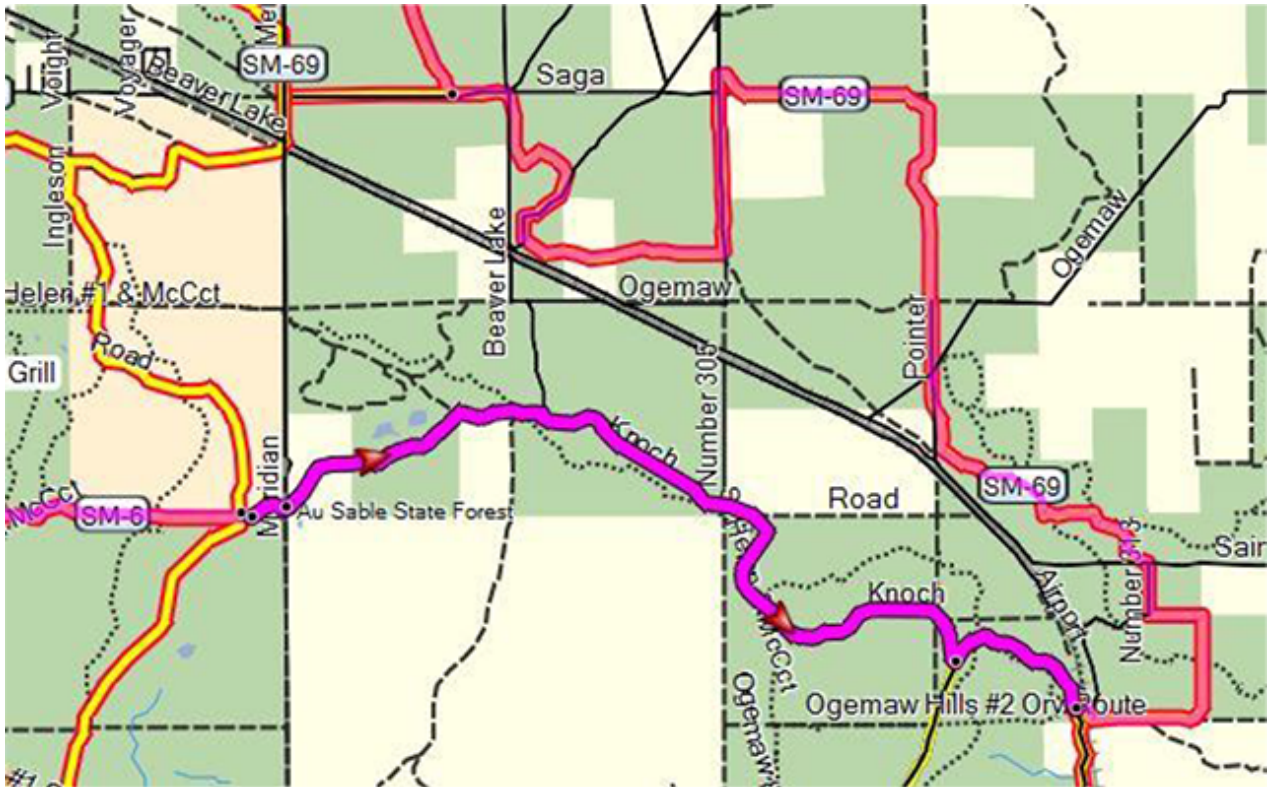 Voight
Voyager
SM-69
Beaver Lake
Saga
SM-69
Ingleson
Beaver Lake
Ogemaw
Ogemaw
Helen #1 & McCct
Pointer
Road
Grill
Number 305
Knoch
Meridian
SM-69
Road
SM-6
Au Sable State Forest
Number 313
Knoch
Airport
McCct
Ogemaw
Ogemaw Hills #2 Orv Route